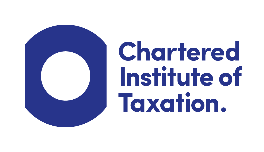 Chartered
Institute of
Taxation.